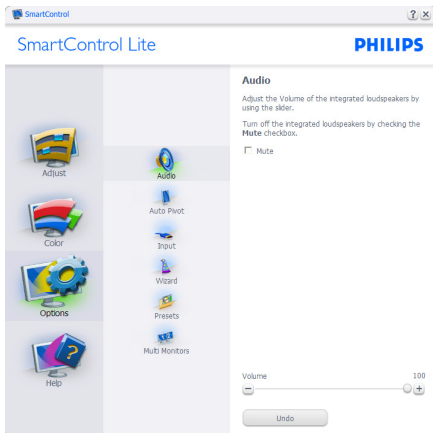 SmartControl
SmartControl Lite
PHILIPS
Adjust
Color
Options
Help
Audio
Auto Pivot
Input
Wizard
Presets
Multi Monitors
Audio
Adjust the Volume of the integrated loudspeakers by
using the slider.
Turn off the integrated loudspeakers by checking the
Mute checkbox.
Mute
Volume 100
Undo